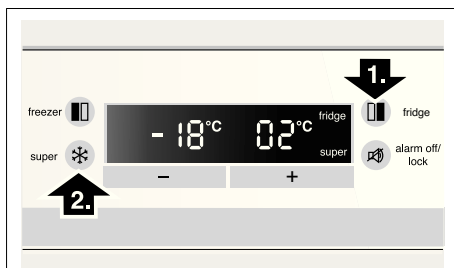 1.
freezer
-18°C
02°C
fridge
fridge
super
super
alarm off/
lock
–
+
2.